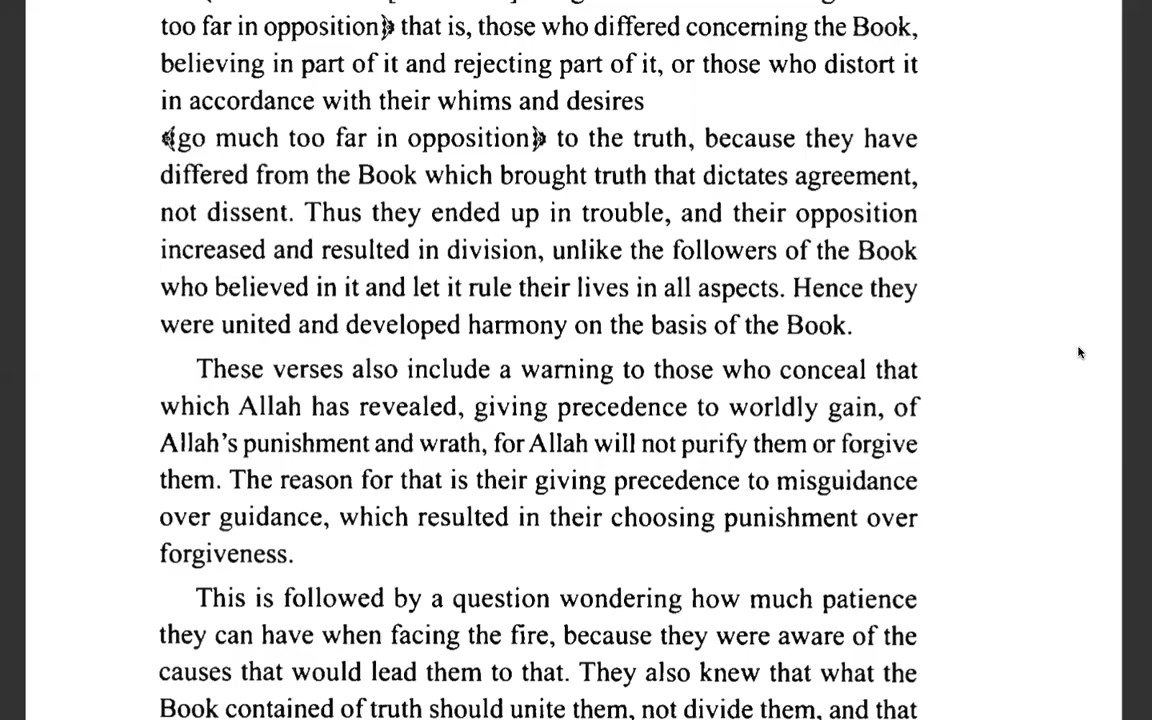 too far in opposition﴿ that is, those who differed concerning the Book,
believing in part of it and rejecting part of it, or those who distort it
in accordance with their whims and desires
﴾go much too far in opposition﴿ to the truth, because they have
differed from the Book which brought truth that dictates agreement,
not dissent. Thus they ended up in trouble, and their opposition
increased and resulted in division, unlike the followers of the Book
who believed in it and let it rule their lives in all aspects. Hence they
were united and developed harmony on the basis of the Book.
These verses also include a warning to those who conceal that
which Allah has revealed, giving precedence to worldly gain, of
Allah's punishment and wrath, for Allah will not purify them or forgive
them. The reason for that is their giving precedence to misguidance
over guidance, which resulted in their choosing punishment over
forgiveness.
This is followed by a question wondering how much patience
they can have when facing the fire, because they were aware of the
causes that would lead them to that. They also knew that what the
Book contained of truth should unite them, not divide them, and that